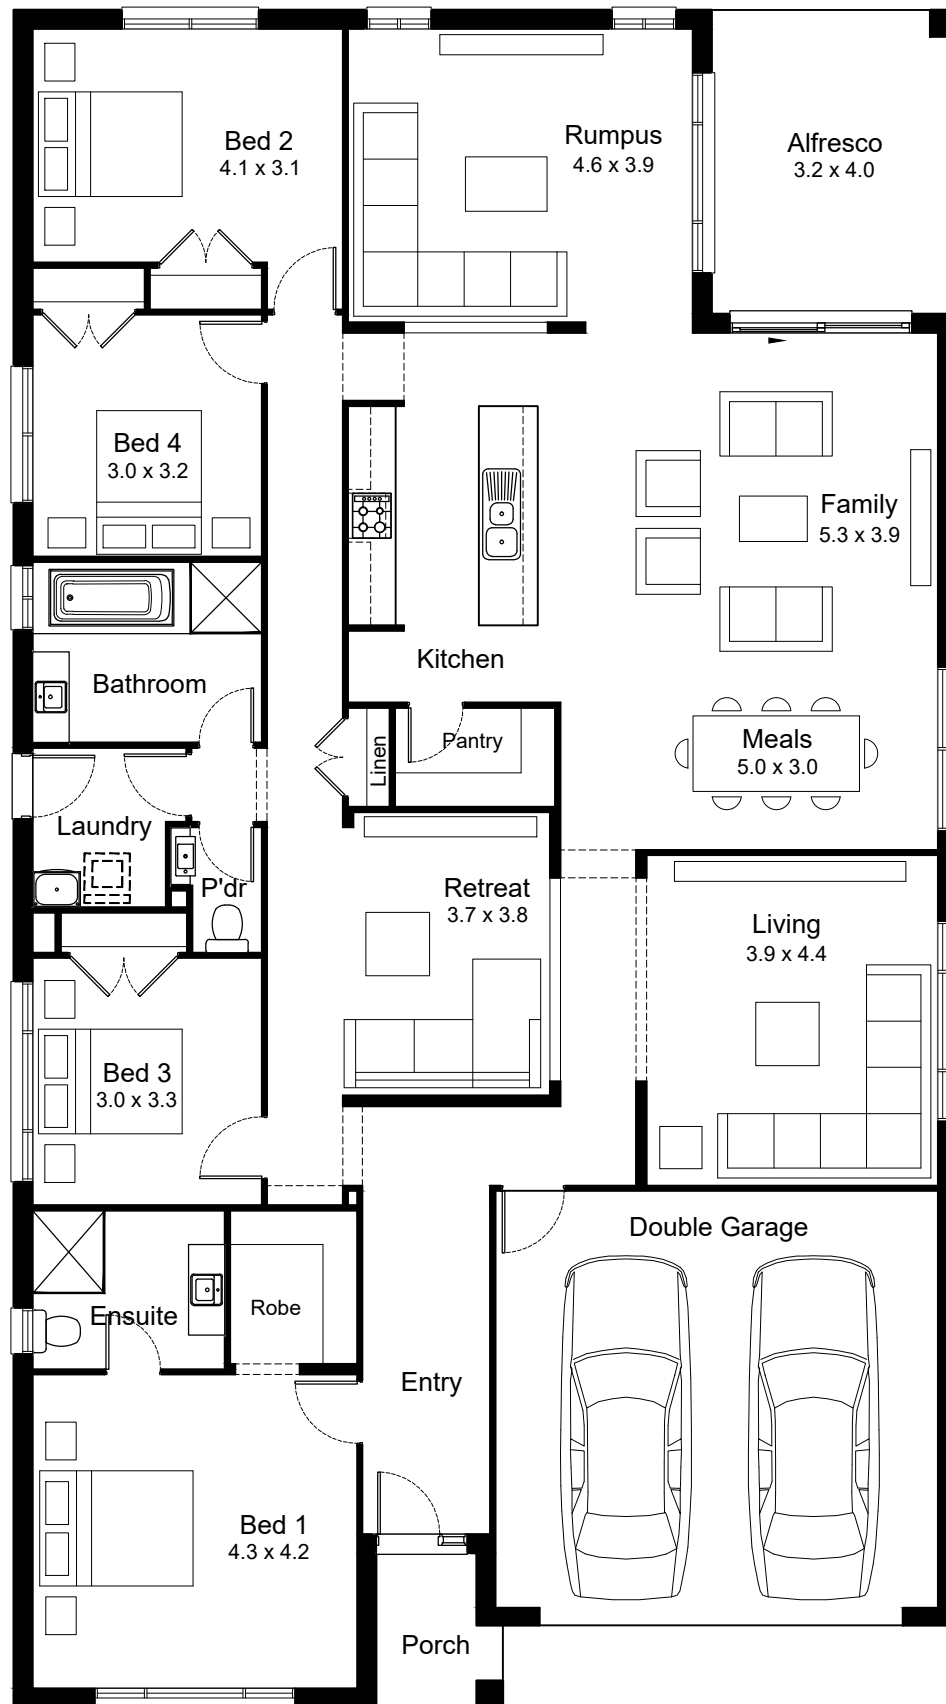 Bed 2
4.1 x 3.1
Rumpus
4.6 x 3.9
Alfresco
3.2 x 4.0
Bed 4
3.0 x 3.2
Family
5.3 x 3.9
Kitchen
Bathroom
Pantry
Linen
Meals
5.0 x 3.0
Laundry
P'dr
Retreat
3.7 x 3.8
Living
3.9 x 4.4
Bed 3
3.0 x 3.3
Double Garage
Ensuite
Robe
Entry
Bed 1
4.3 x 4.2
Porch